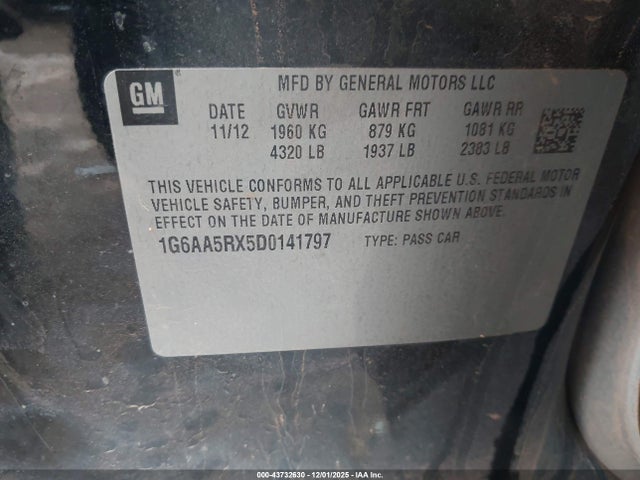 GM
MFD BY GENERAL MOTORS LLC
DATE GVWR GAWR FRT GAWR RR
11/12 1960 KG 879 KG 1081 KG
4320 LB 1937 LB 2383 LB
THIS VEHICLE CONFORMS TO ALL APPLICABLE U.S. FEDERAL MOTOR
VEHICLE SAFETY, BUMPER, AND THEFT PREVENTION STANDARDS IN
EFFECT ON THE DATE OF MANUFACTURE SHOWN ABOVE.
1G6AA5RX5D0141797 TYPE: PASS CAR
000-43732630 - 12/01/2025 - IAA Inc.